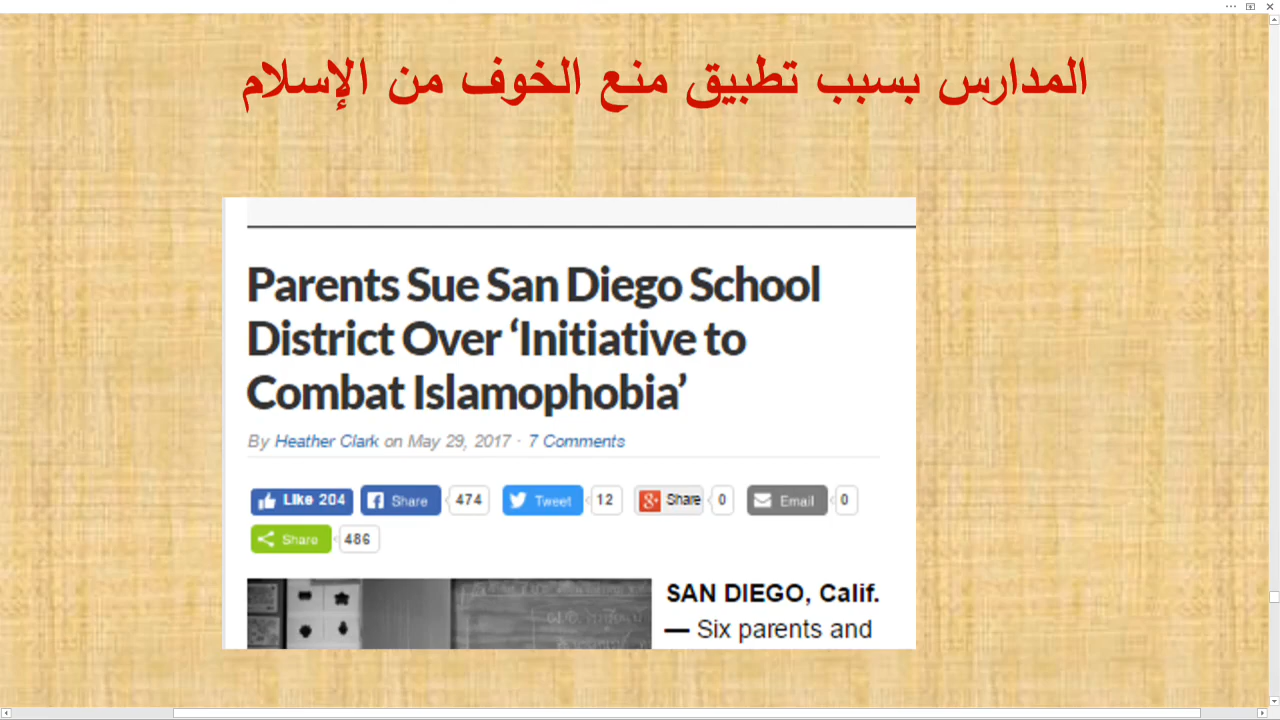 المدارس بسبب تطبيق منع الخوف من الإسلام
Parents Sue San Diego School
District Over ‘Initiative to
Combat Islamophobia’
By Heather Clark on May 29, 2017 · 7 Comments
Like 204 Share 474 Tweet 12 Share 0 Email 0
Share 486
SAN DIEGO, Calif.
— Six parents and